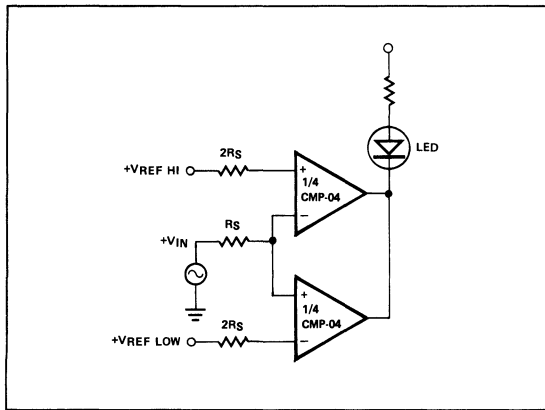 LED
2RS
+VREF HI
+
1/4
CMP-04
−
RS
+VIN
+
1/4
CMP-04
−
2RS
+VREF LOW